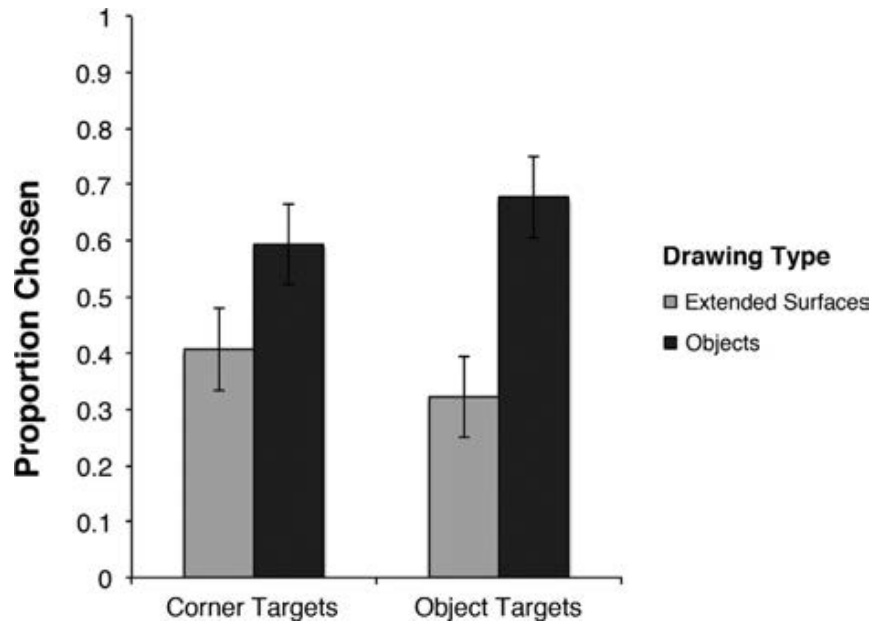 Proportion Chosen
1
0.9
0.8
0.7
0.6
0.5
0.4
0.3
0.2
0.1
0
Corner Targets
Object Targets
Drawing Type
Extended Surfaces
Objects